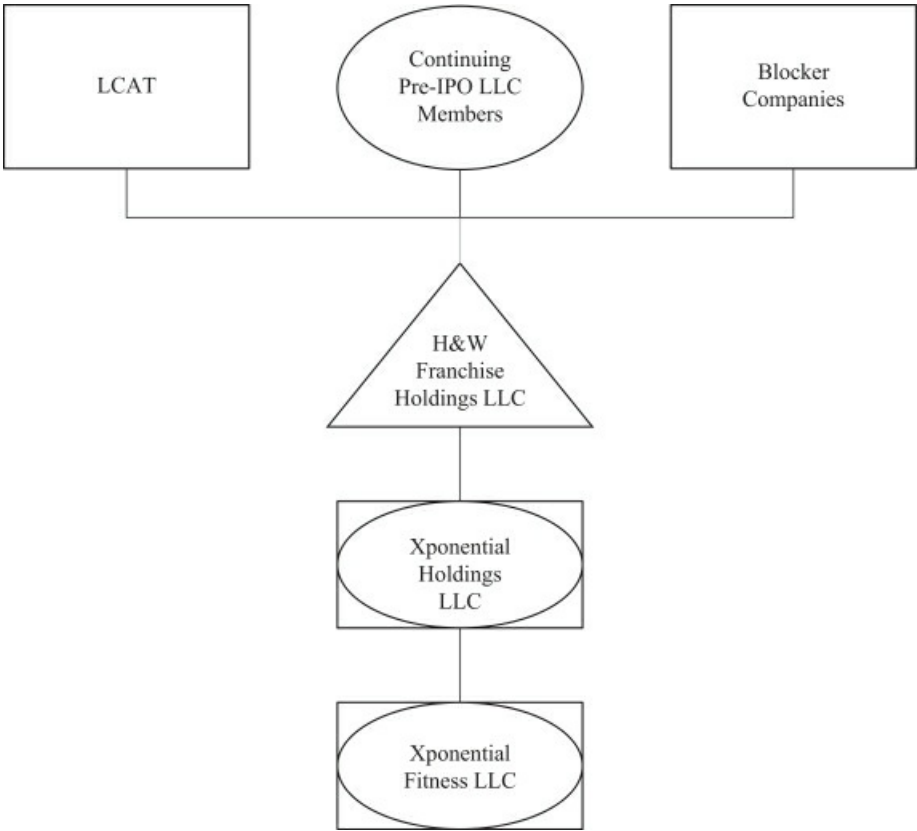 LCAT
Continuing
Pre-IPO LLC
Members
Blocker
Companies
H&W
Franchise
Holdings LLC
Xponential
Holdings
LLC
Xponential
Fitness LLC